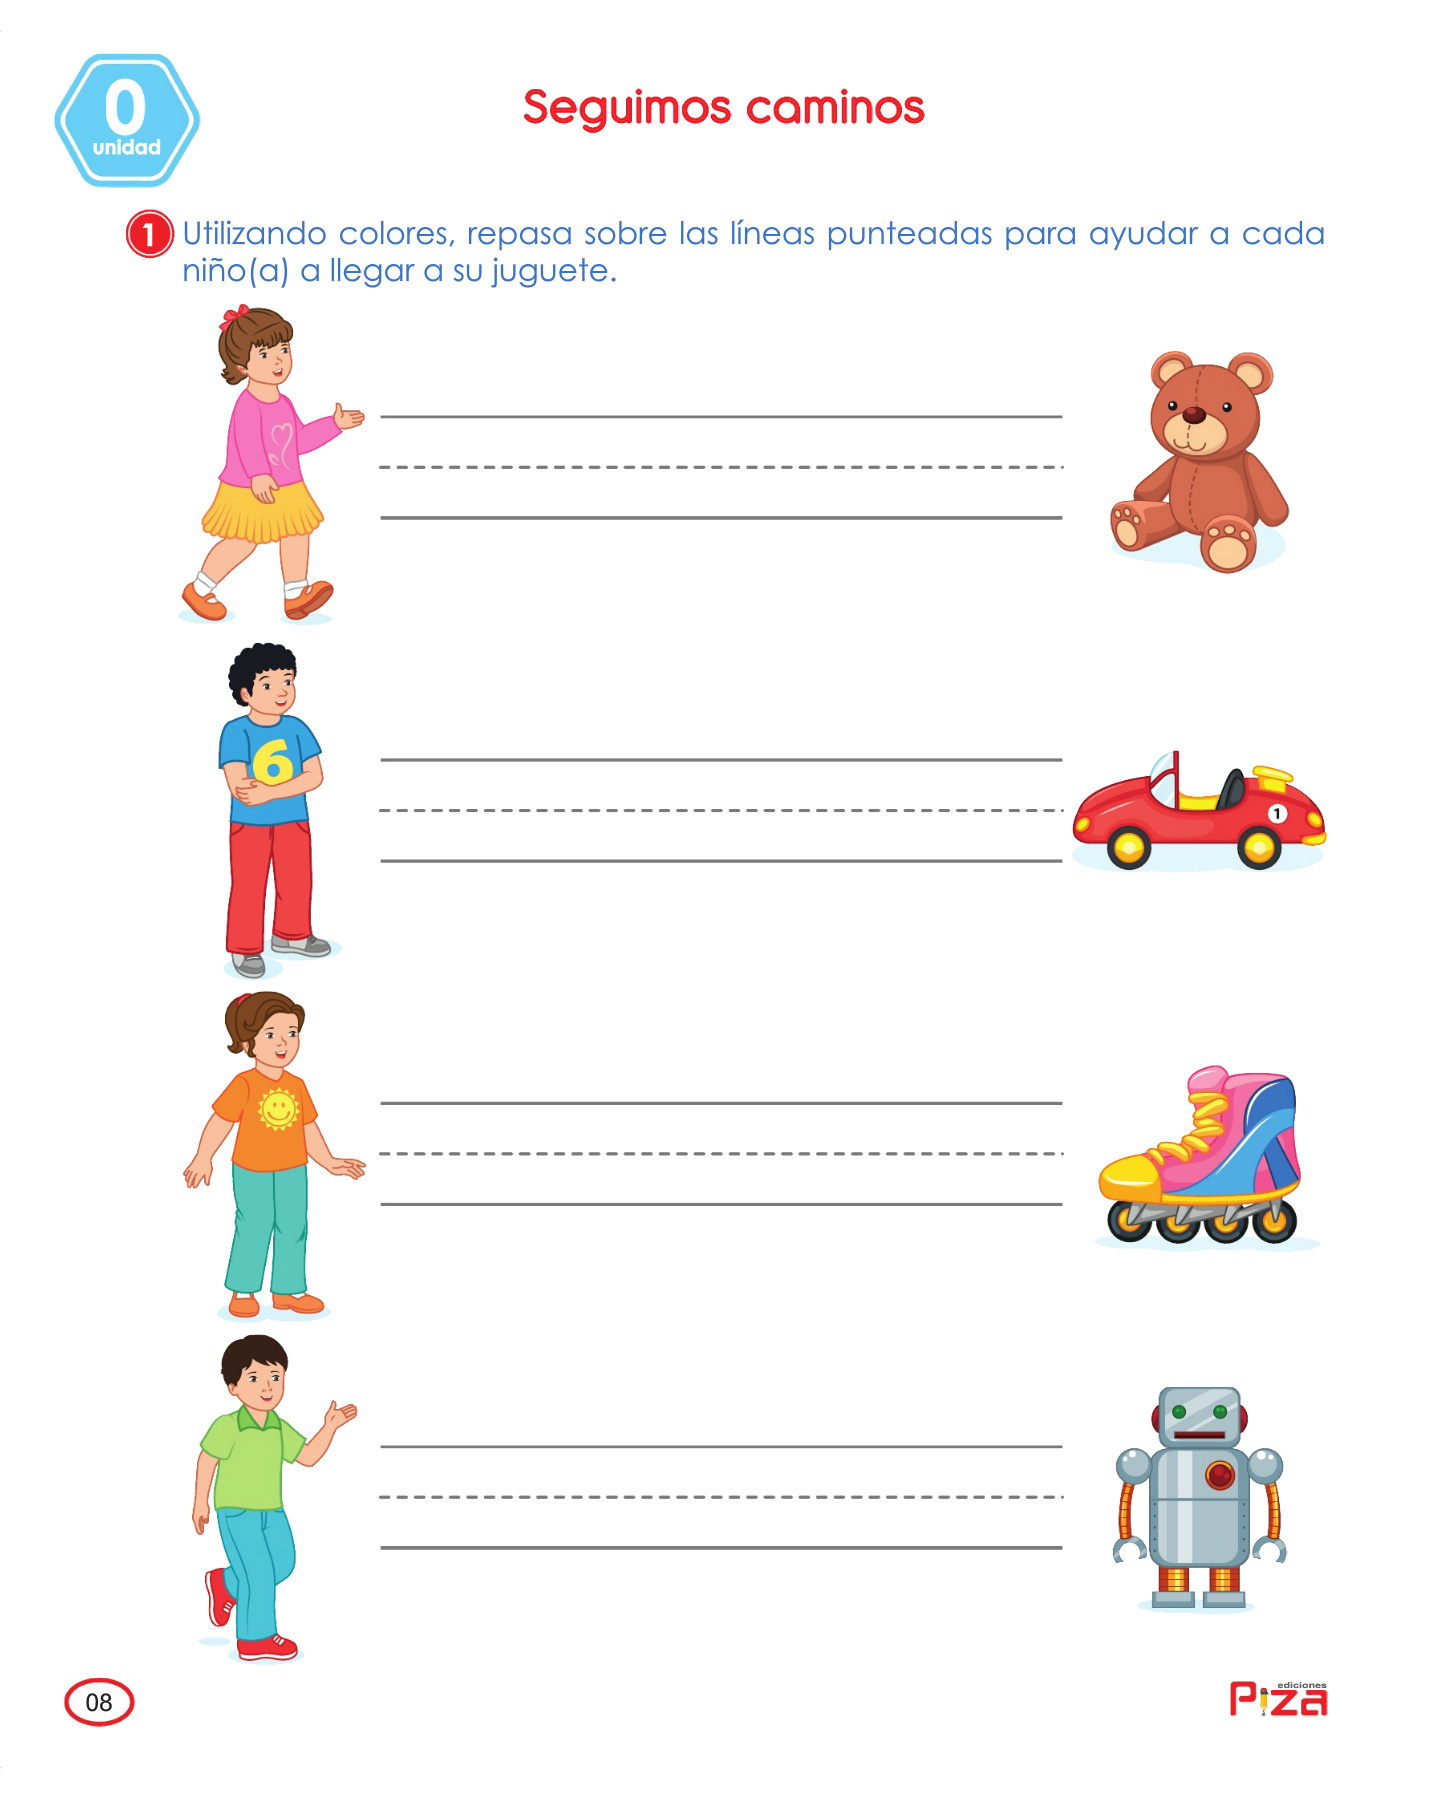 0
unidad
Seguimos caminos
1 Utilizando colores, repasa sobre las líneas punteadas para ayudar a cada
niño(a) a llegar a su juguete.
6
1
08
ediciones
Piza